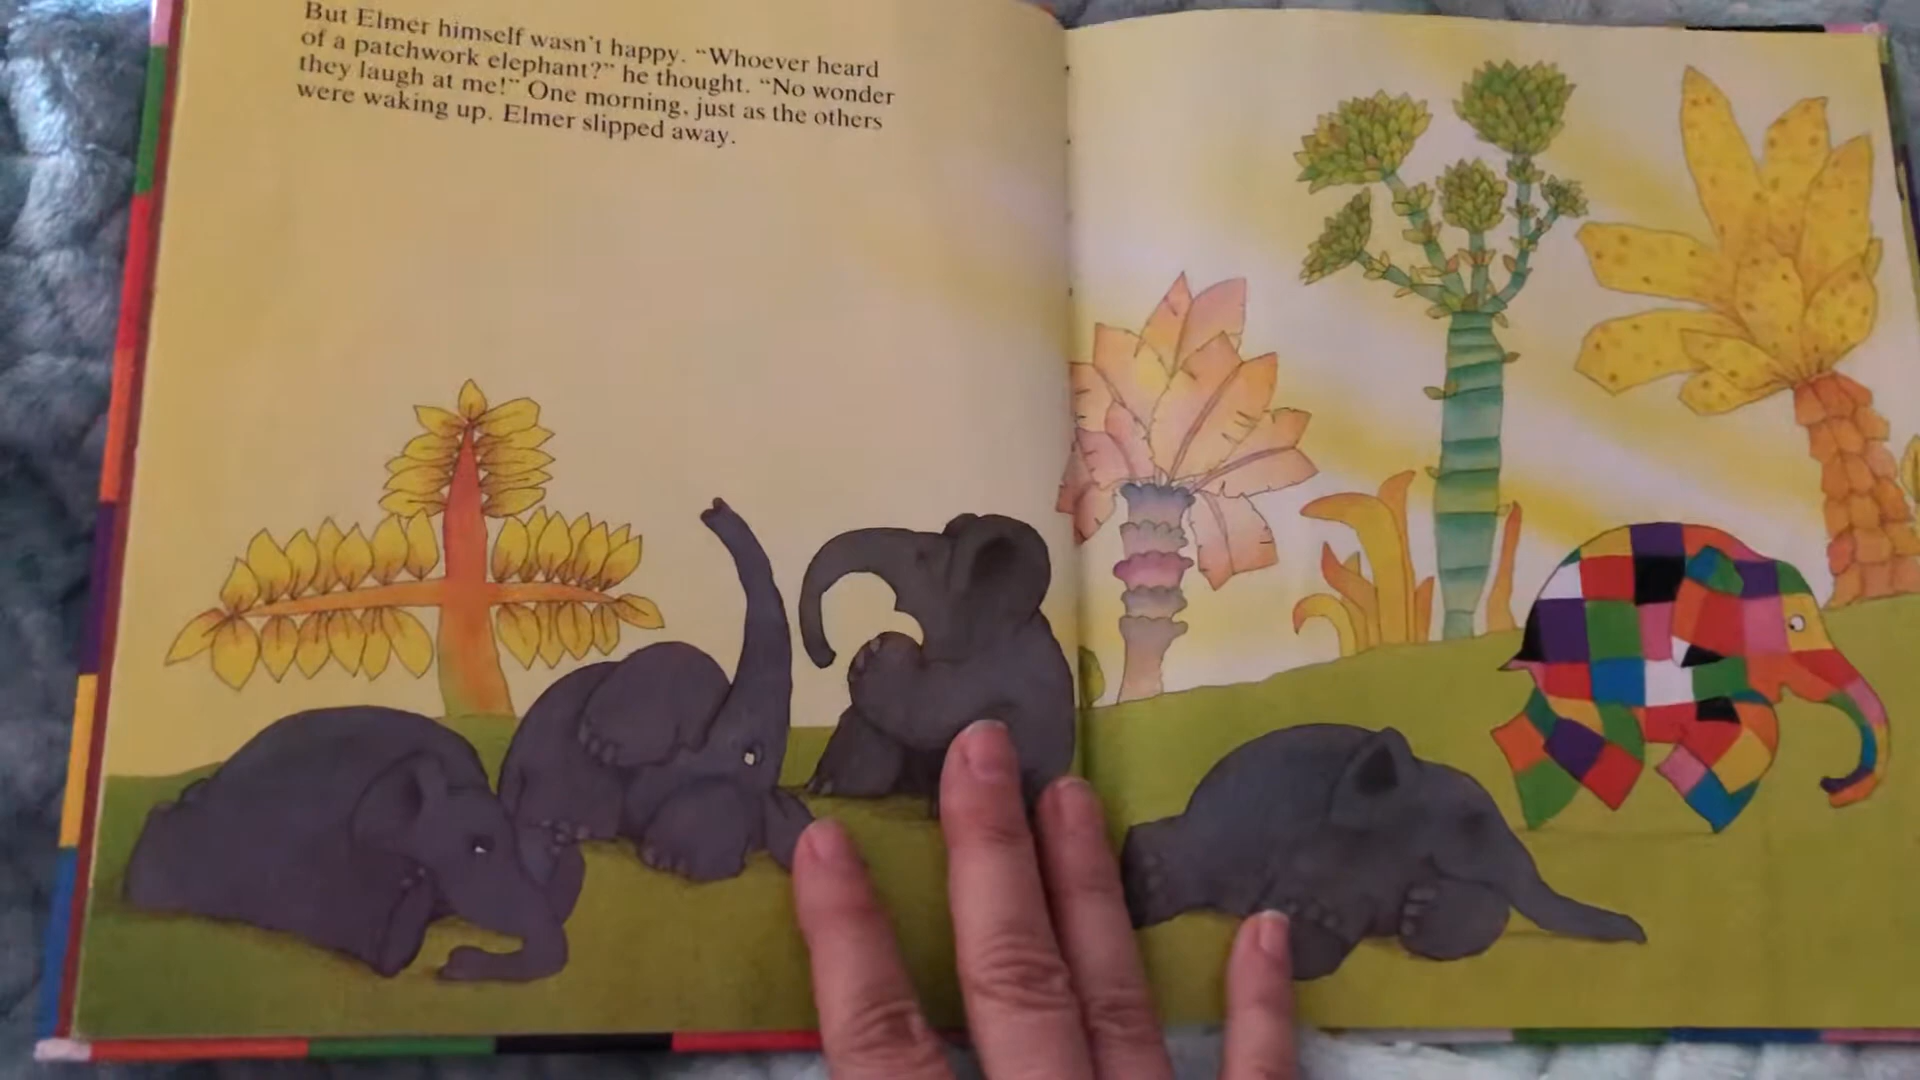 But Elmer himself wasn't happy. "Whoever heard
of a patchwork elephant?" he thought. "No wonder
they laugh at me!" One morning, just as the others
were waking up. Elmer slipped away.